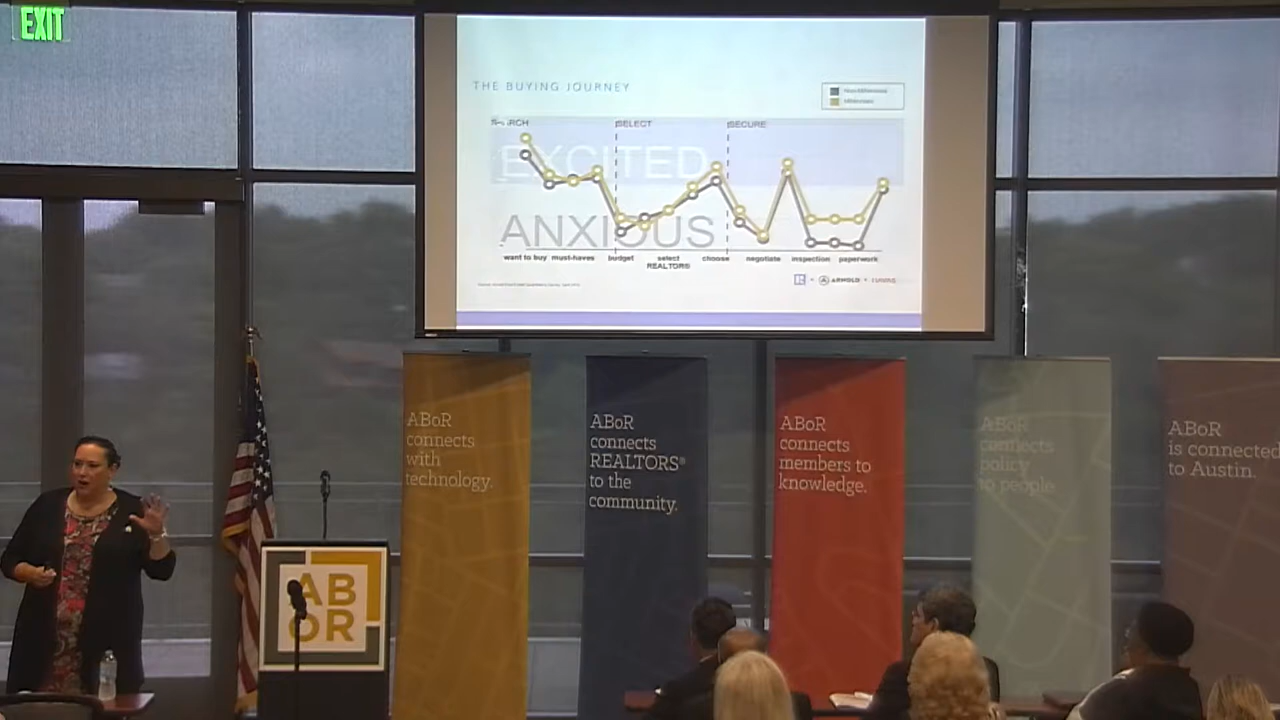 EXIT
THE BUYING JOURNEY
SELECT
SECURE
EXCITED
ANXIOUS
want to buy must-haves budget select choose negotiate inspection paperwork
REALTOR®
ARNOLD
ABoR
connects
with
technology.
ABoR
connects
REALTORS®
to the
community.
ABoR
connects
members to
knowledge.
ABoR
connects
policy
to people.
ABoR
is connected
to Austin.
AB
OR